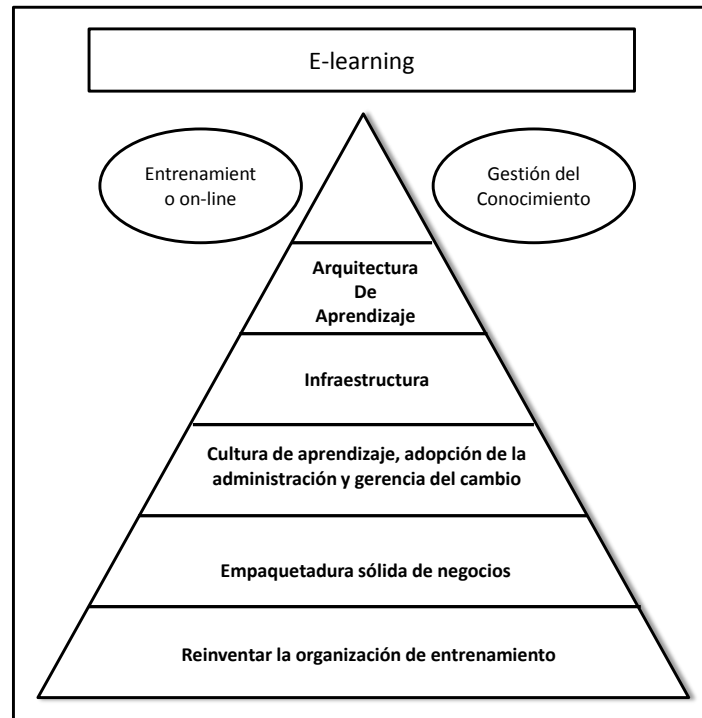 E-learning
Entrenamient
o on-line
Gestión del
Conocimiento
Arquitectura
De
Aprendizaje
Infraestructura
Cultura de aprendizaje, adopción de la
administración y gerencia del cambio
Empaquetadura sólida de negocios
Reinventar la organización de entrenamiento